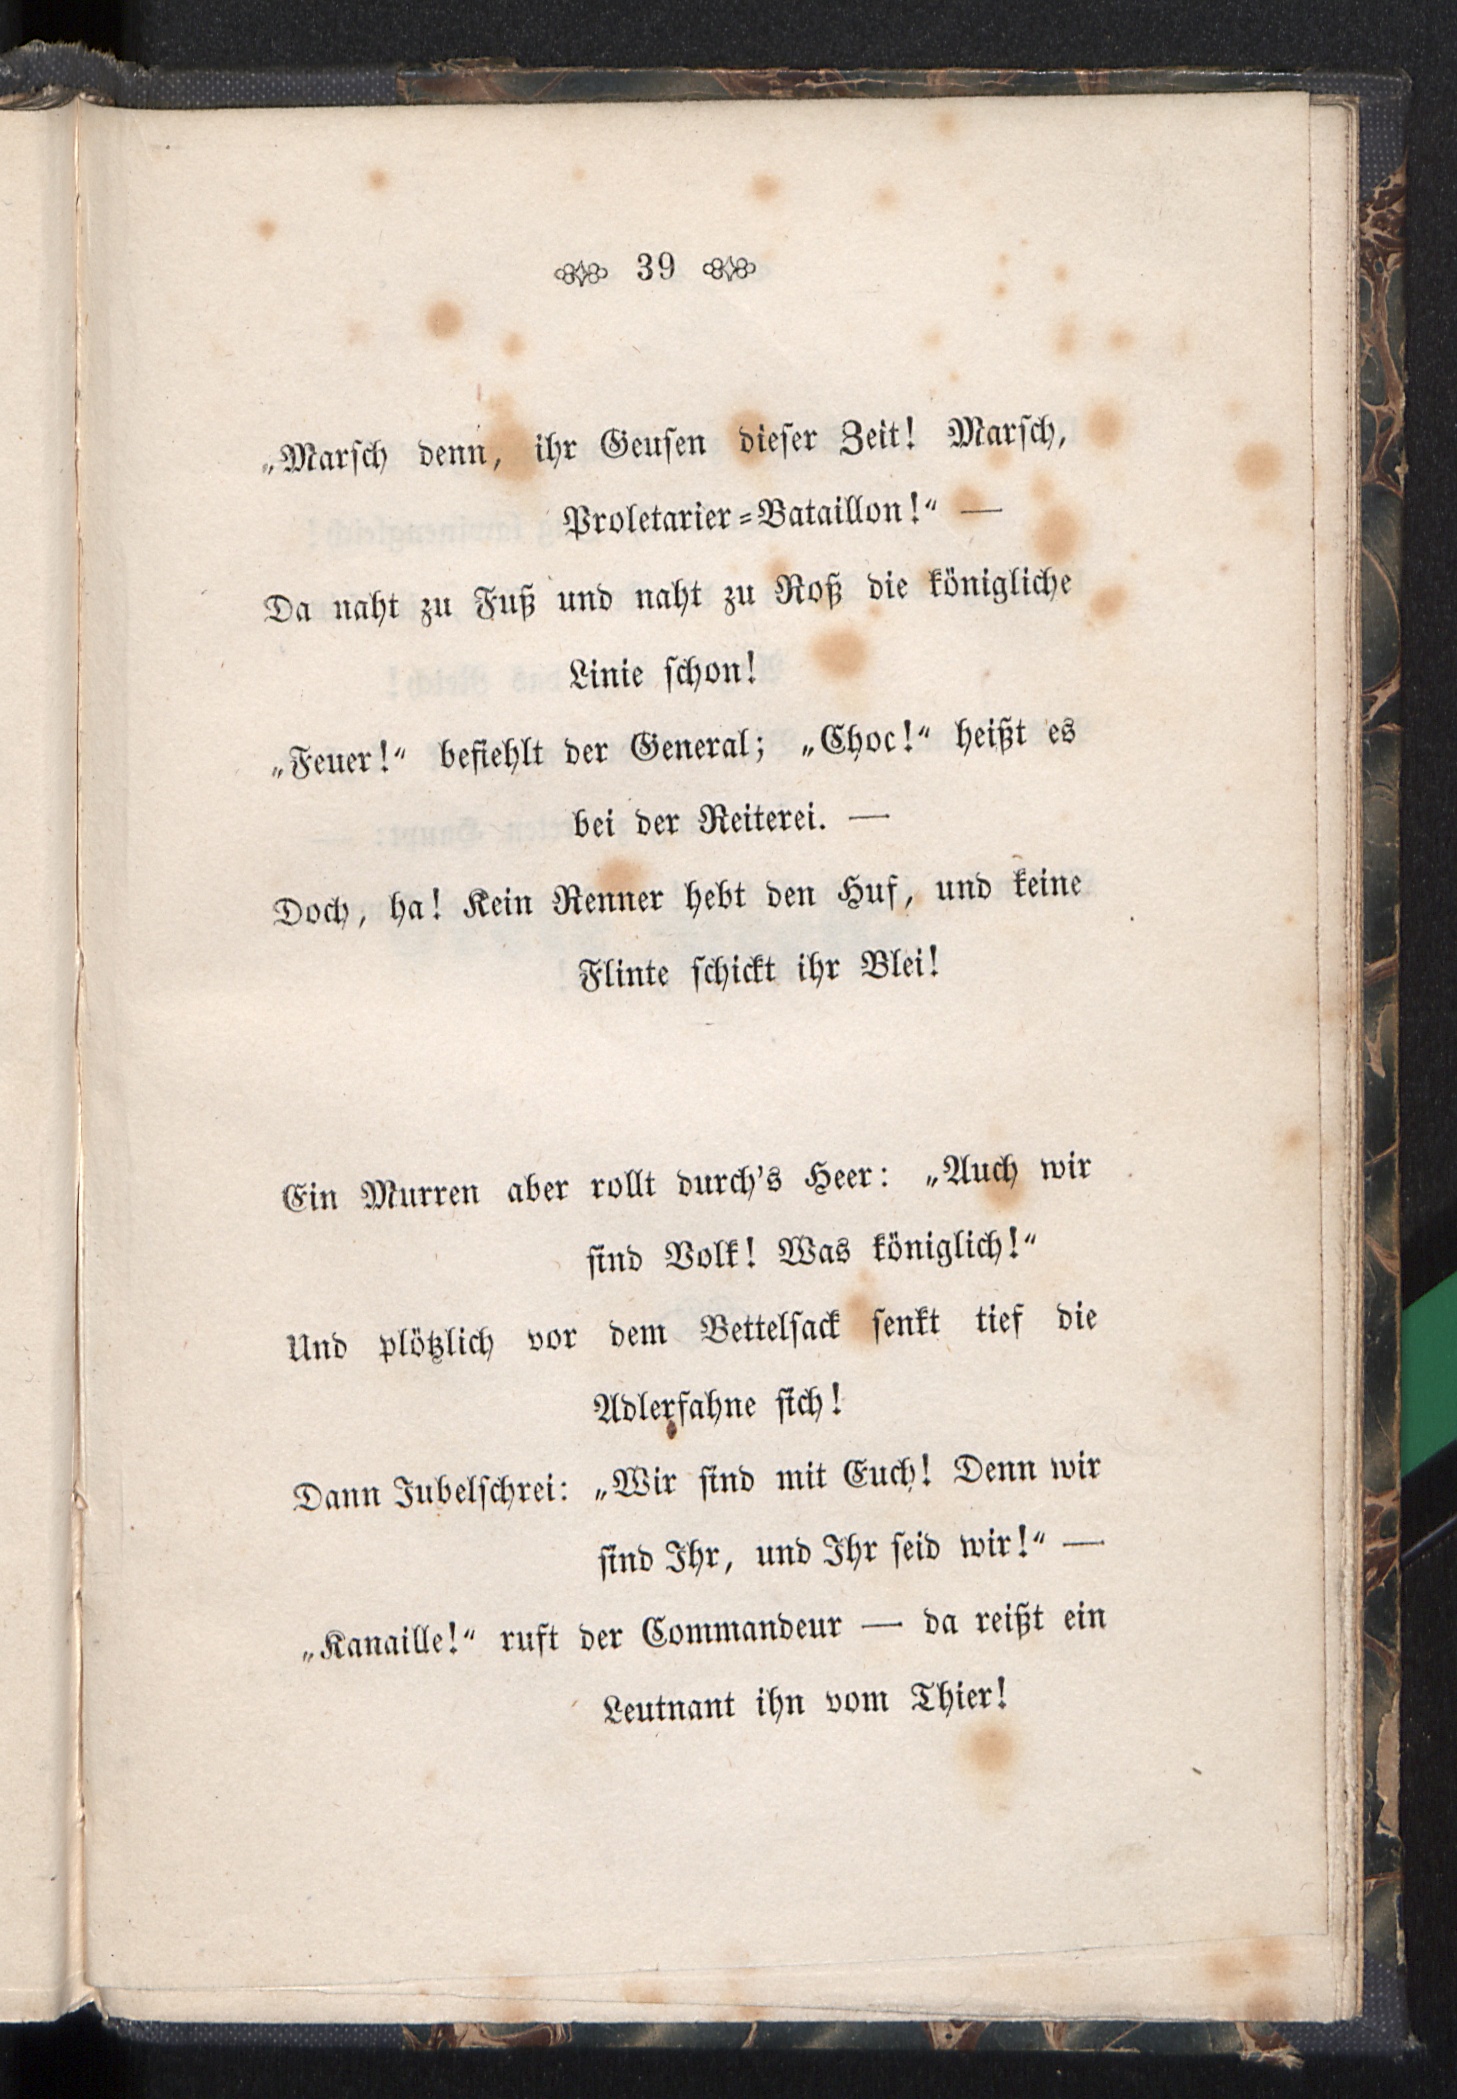 39
„Marsch denn, ihr Geusen dieser Zeit! Marsch,
Proletarier-Bataillon!“ —
Da naht zu Fuß und naht zu Roß die königliche
Linie schon!
„Feuer!“ befiehlt der General; „Choc!“ heißt es
bei der Reiterei. —
Doch, ha! Kein Renner hebt den Huf, und keine
Flinte schickt ihr Blei!
Ein Murren aber rollt durch's Heer: „Auch wir
sind Volk! Was königlich!“
Und plötzlich vor dem Bettelsack senkt tief die
Adlerfahne sich!
Dann Jubelschrei: „Wir sind mit Euch! Denn wir
sind Ihr, und Ihr seid wir!“ —
„Kanaille!“ ruft der Commandeur — da reißt ein
Leutnant ihn vom Thier!